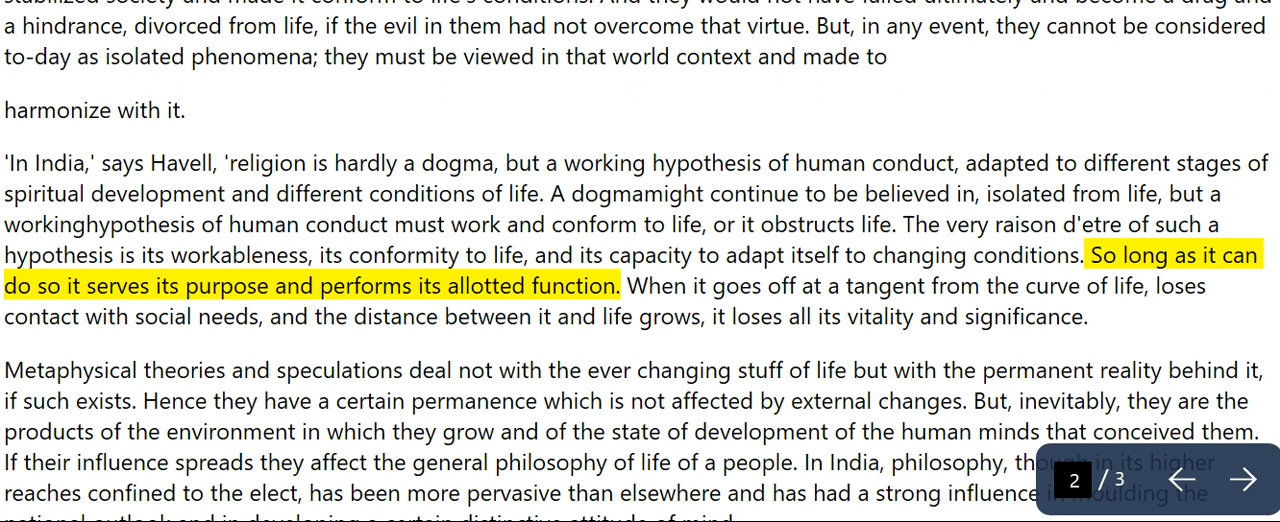 a hindrance, divorced from life, if the evil in them had not overcome that virtue. But, in any event, they cannot be considered
to-day as isolated phenomena; they must be viewed in that world context and made to
harmonize with it.
'In India,' says Havell, 'religion is hardly a dogma, but a working hypothesis of human conduct, adapted to different stages of
spiritual development and different conditions of life. A dogmamight continue to be believed in, isolated from life, but a
workinghypothesis of human conduct must work and conform to life, or it obstructs life. The very raison d'etre of such a
hypothesis is its workableness, its conformity to life, and its capacity to adapt itself to changing conditions. So long as it can
do so it serves its purpose and performs its allotted function. When it goes off at a tangent from the curve of life, loses
contact with social needs, and the distance between it and life grows, it loses all its vitality and significance.
Metaphysical theories and speculations deal not with the ever changing stuff of life but with the permanent reality behind it,
if such exists. Hence they have a certain permanence which is not affected by external changes. But, inevitably, they are the
products of the environment in which they grow and of the state of development of the human minds that conceived them.
If their influence spreads they affect the general philosophy of life of a people. In India, philosophy, though in its higher
reaches confined to the elect, has been more pervasive than elsewhere and has had a strong influence in moulding the
2 / 3